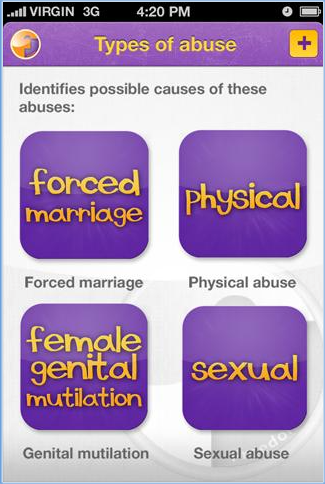 VIRGIN 3G 4:20 PM
Types of abuse
Identifies possible causes of these
abuses:
forced
marriage
physical
Forced marriage Physical abuse
female
genital
mutilation
sexual
Genital mutilation Sexual abuse